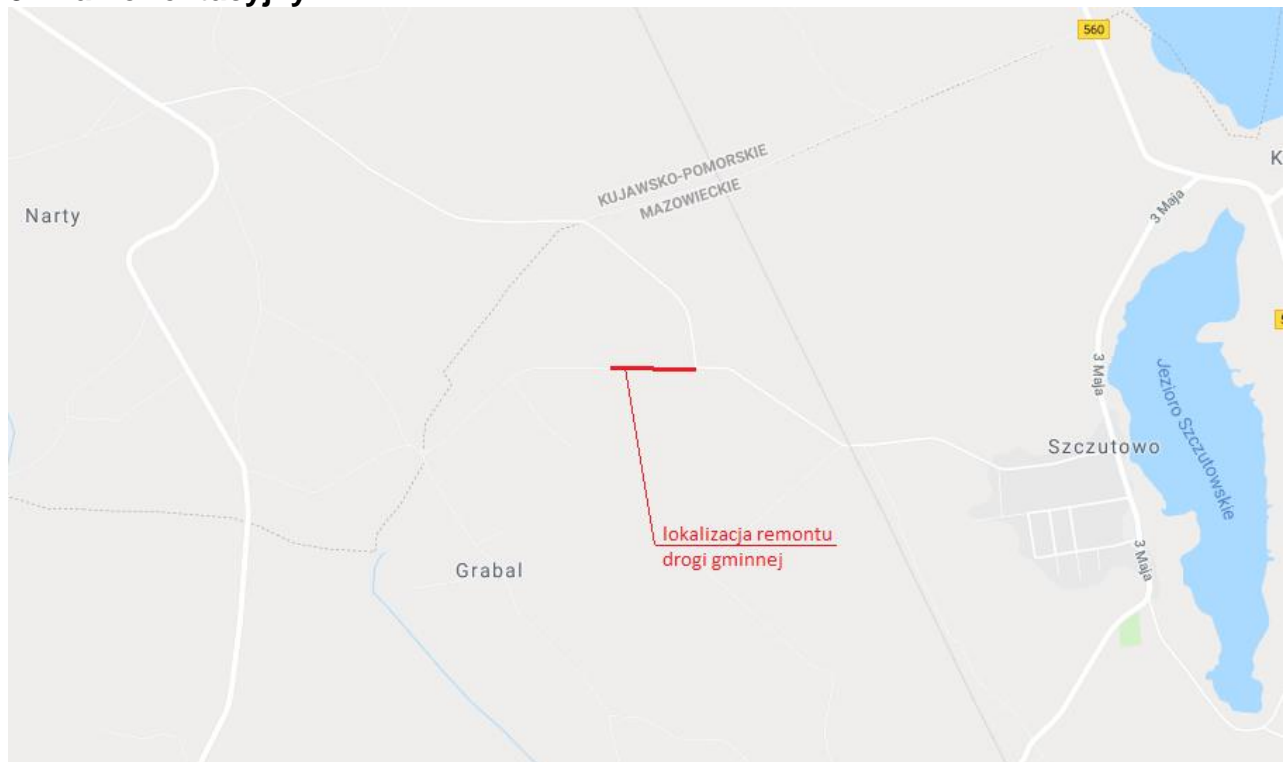 560
K
KUJAWSKO-POMORSKIE
MAZOWIECKIE
3 Maja
Narty
3 Maja
Jezioro Szczutowskie
Szczutowo
lokalizacja remontu
drogi gminnej
3 Maja
Grabal